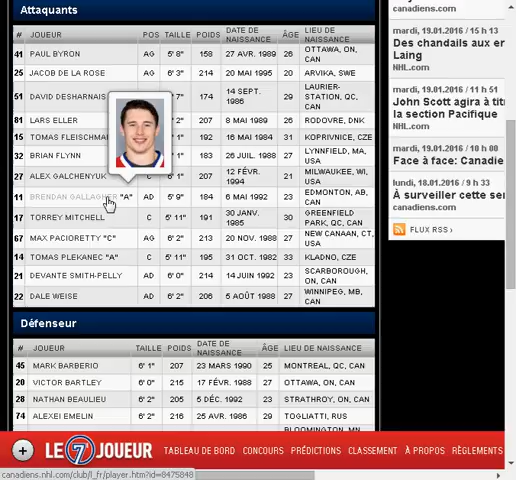 Attaquants
# JOUEUR POS TAILLE POIDS DATE DE NAISSANCE ÂGE LIEU DE NAISSANCE
41 PAUL BYRON AG 5' 8" 158 27 AVR. 1989 26 OTTAWA, ON, CAN
25 JACOB DE LA ROSE AG 6' 3" 214 20 MAI 1995 20 ARVIKA, SWE
51 DAVID DESHARNAIS 7" 174 14 SEPT. 1986 29 LAURIER-STATION, QC, CAN
81 LARS ELLER 2" 207 8 MAI 1989 26 RODOVRE, DNK
15 TOMAS FLEISCHMA 1" 192 16 MAI 1984 31 KOPRIVNICE, CZE
32 BRIAN FLYNN 1" 183 26 JUIL. 1988 27 LYNNFIELD, MA, USA
27 ALEX GALCHENYUK C 1" 207 12 FÉVR. 1994 21 MILWAUKEE, WI, USA
11 BRENDAN GALLAGHER "A" AD 5' 9" 184 6 MAI 1992 23 EDMONTON, AB, CAN
17 TORREY MITCHELL C 5' 11" 191 30 JANV. 1985 30 GREENFIELD PARK, QC, CAN
67 MAX PACIORETTY "C" AG 6' 2" 213 20 NOV. 1988 27 NEW CANAAN, CT, USA
14 TOMAS PLEKANEC "A" C 5' 11" 195 31 OCT. 1982 33 KLADNO, CZE
21 DEVANTE SMITH-PELLY AD 6' 0" 214 14 JUIN 1992 23 SCARBOROUGH, ON, CAN
22 DALE WEISE AD 6' 2" 206 5 AOÛT 1988 27 WINNIPEG, MB, CAN
Défenseur
# JOUEUR TAILLE POIDS DATE DE NAISSANCE ÂGE LIEU DE NAISSANCE
45 MARK BARBERIO 6' 1" 207 23 MARS 1990 25 MONTREAL, QC, CAN
20 VICTOR BARTLEY 6' 0" 215 17 FÉVR. 1988 27 OTTAWA, ON, CAN
28 NATHAN BEAULIEU 6' 2" 205 5 DÉC. 1992 23 STRATHROY, ON, CAN
74 ALEXEI EMELIN 6' 2" 216 25 AVR. 1986 29 TOGLIATTI, RUS
BLOOMINGTON, MN,
canadiens.com
mardi, 19.01.2016 / 15 h 13
Des chandails aux en
Laing
NHL.com
mardi, 19.01.2016 / 11 h 51
John Scott agira à tit
la section Pacifique
NHL.com
mardi, 19.01.2016 / 10 h 00
Face à face: Canadie
lundi, 18.01.2016 / 9 h 33
À surveiller cette se
canadiens.com
FLUX RSS ›
LE 7 JOUEUR TABLEAU DE BORD CONCOURS PRÉDICTIONS CLASSEMENT À PROPOS RÈGLEMENTS
canadiens.nhl.com/club/l_fr/player.htm?id=8475848